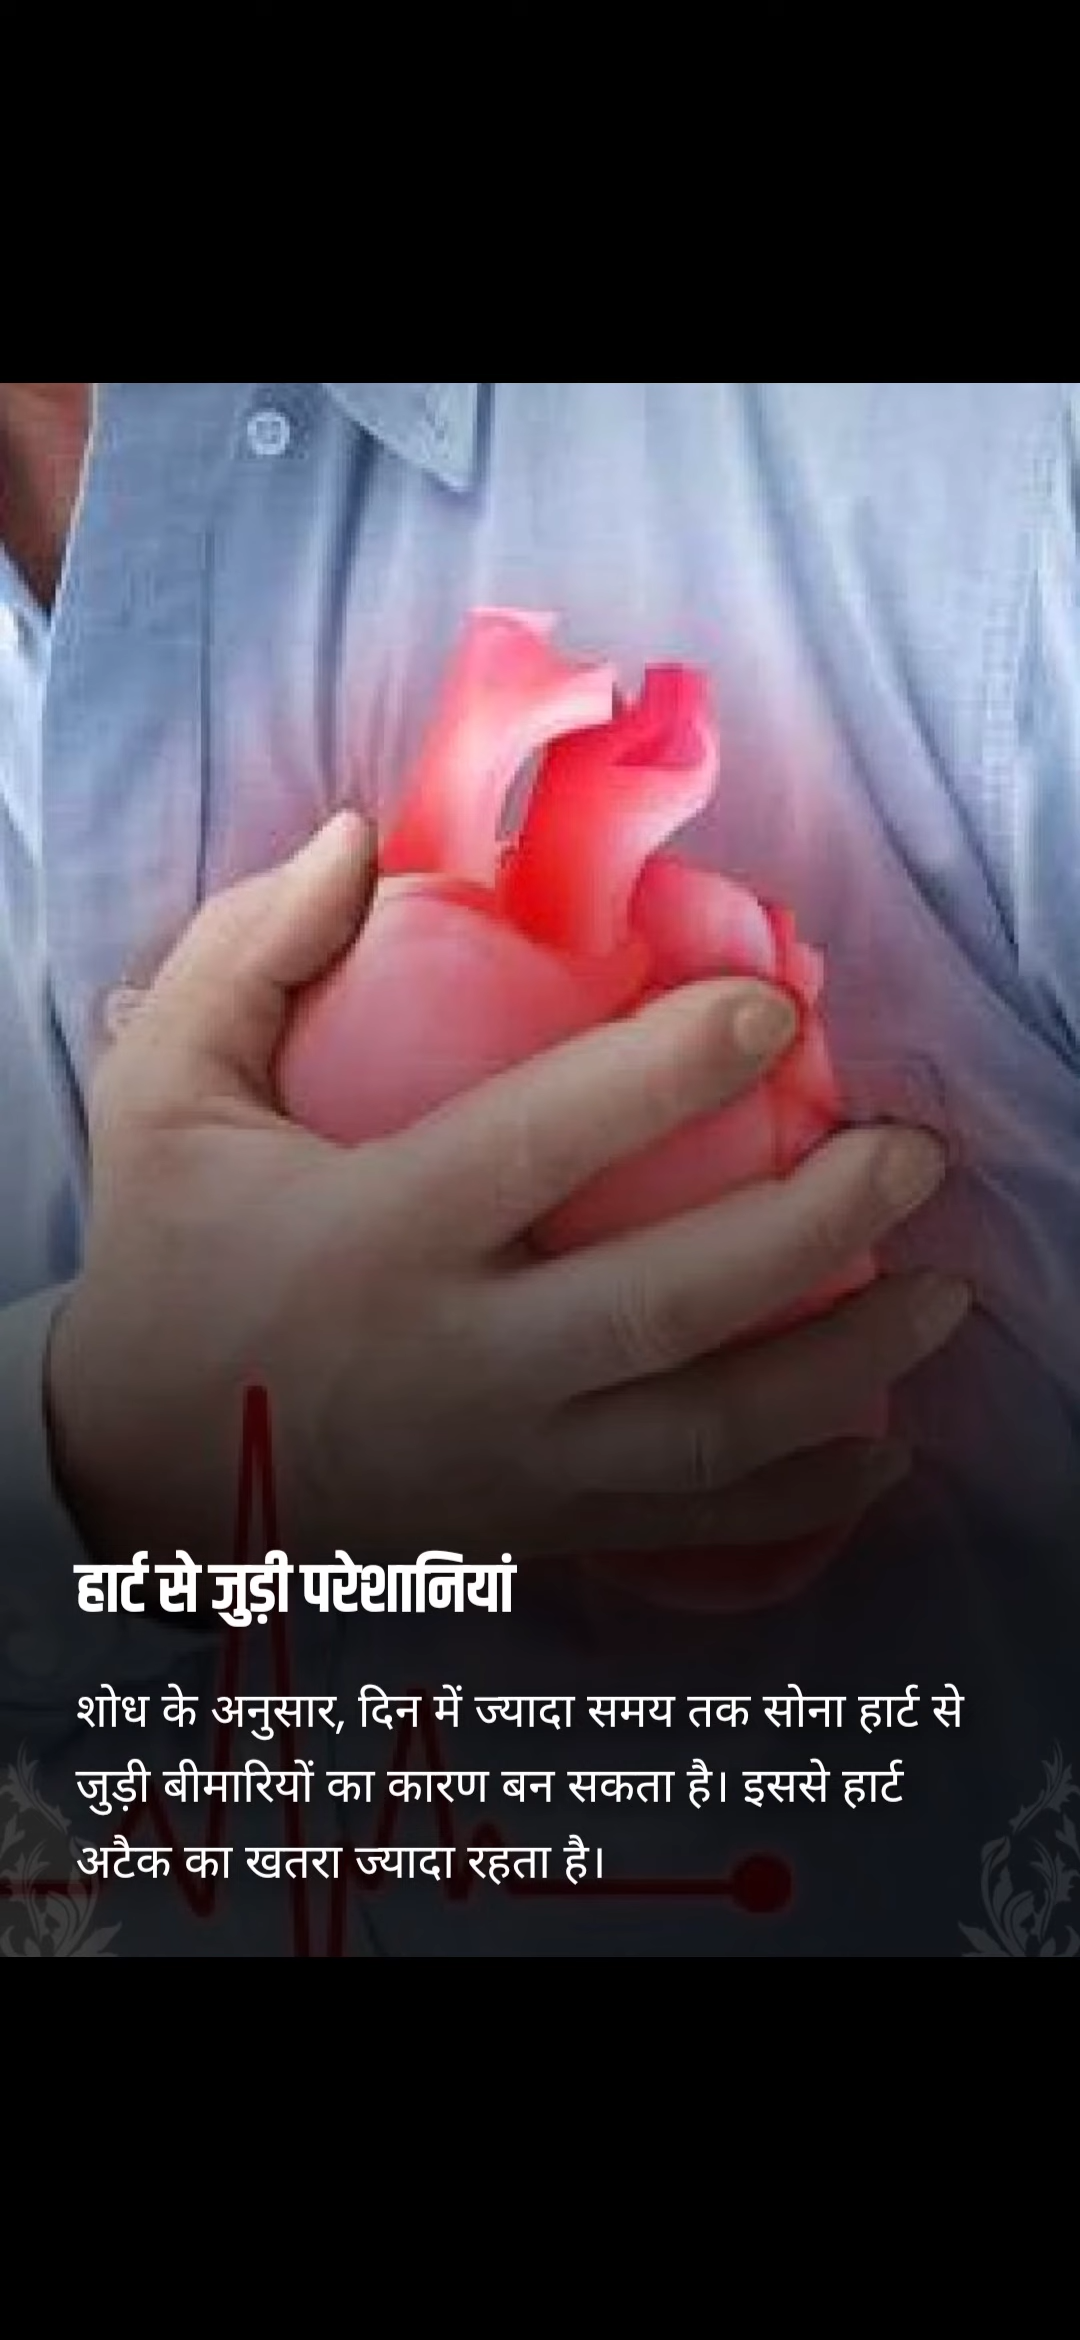 हार्ट से जुड़ी परेशानियां
शोध के अनुसार, दिन में ज्यादा समय तक सोना हार्ट से
जुड़ी बीमारियों का कारण बन सकता है। इससे हार्ट
अटैक का खतरा ज्यादा रहता है।